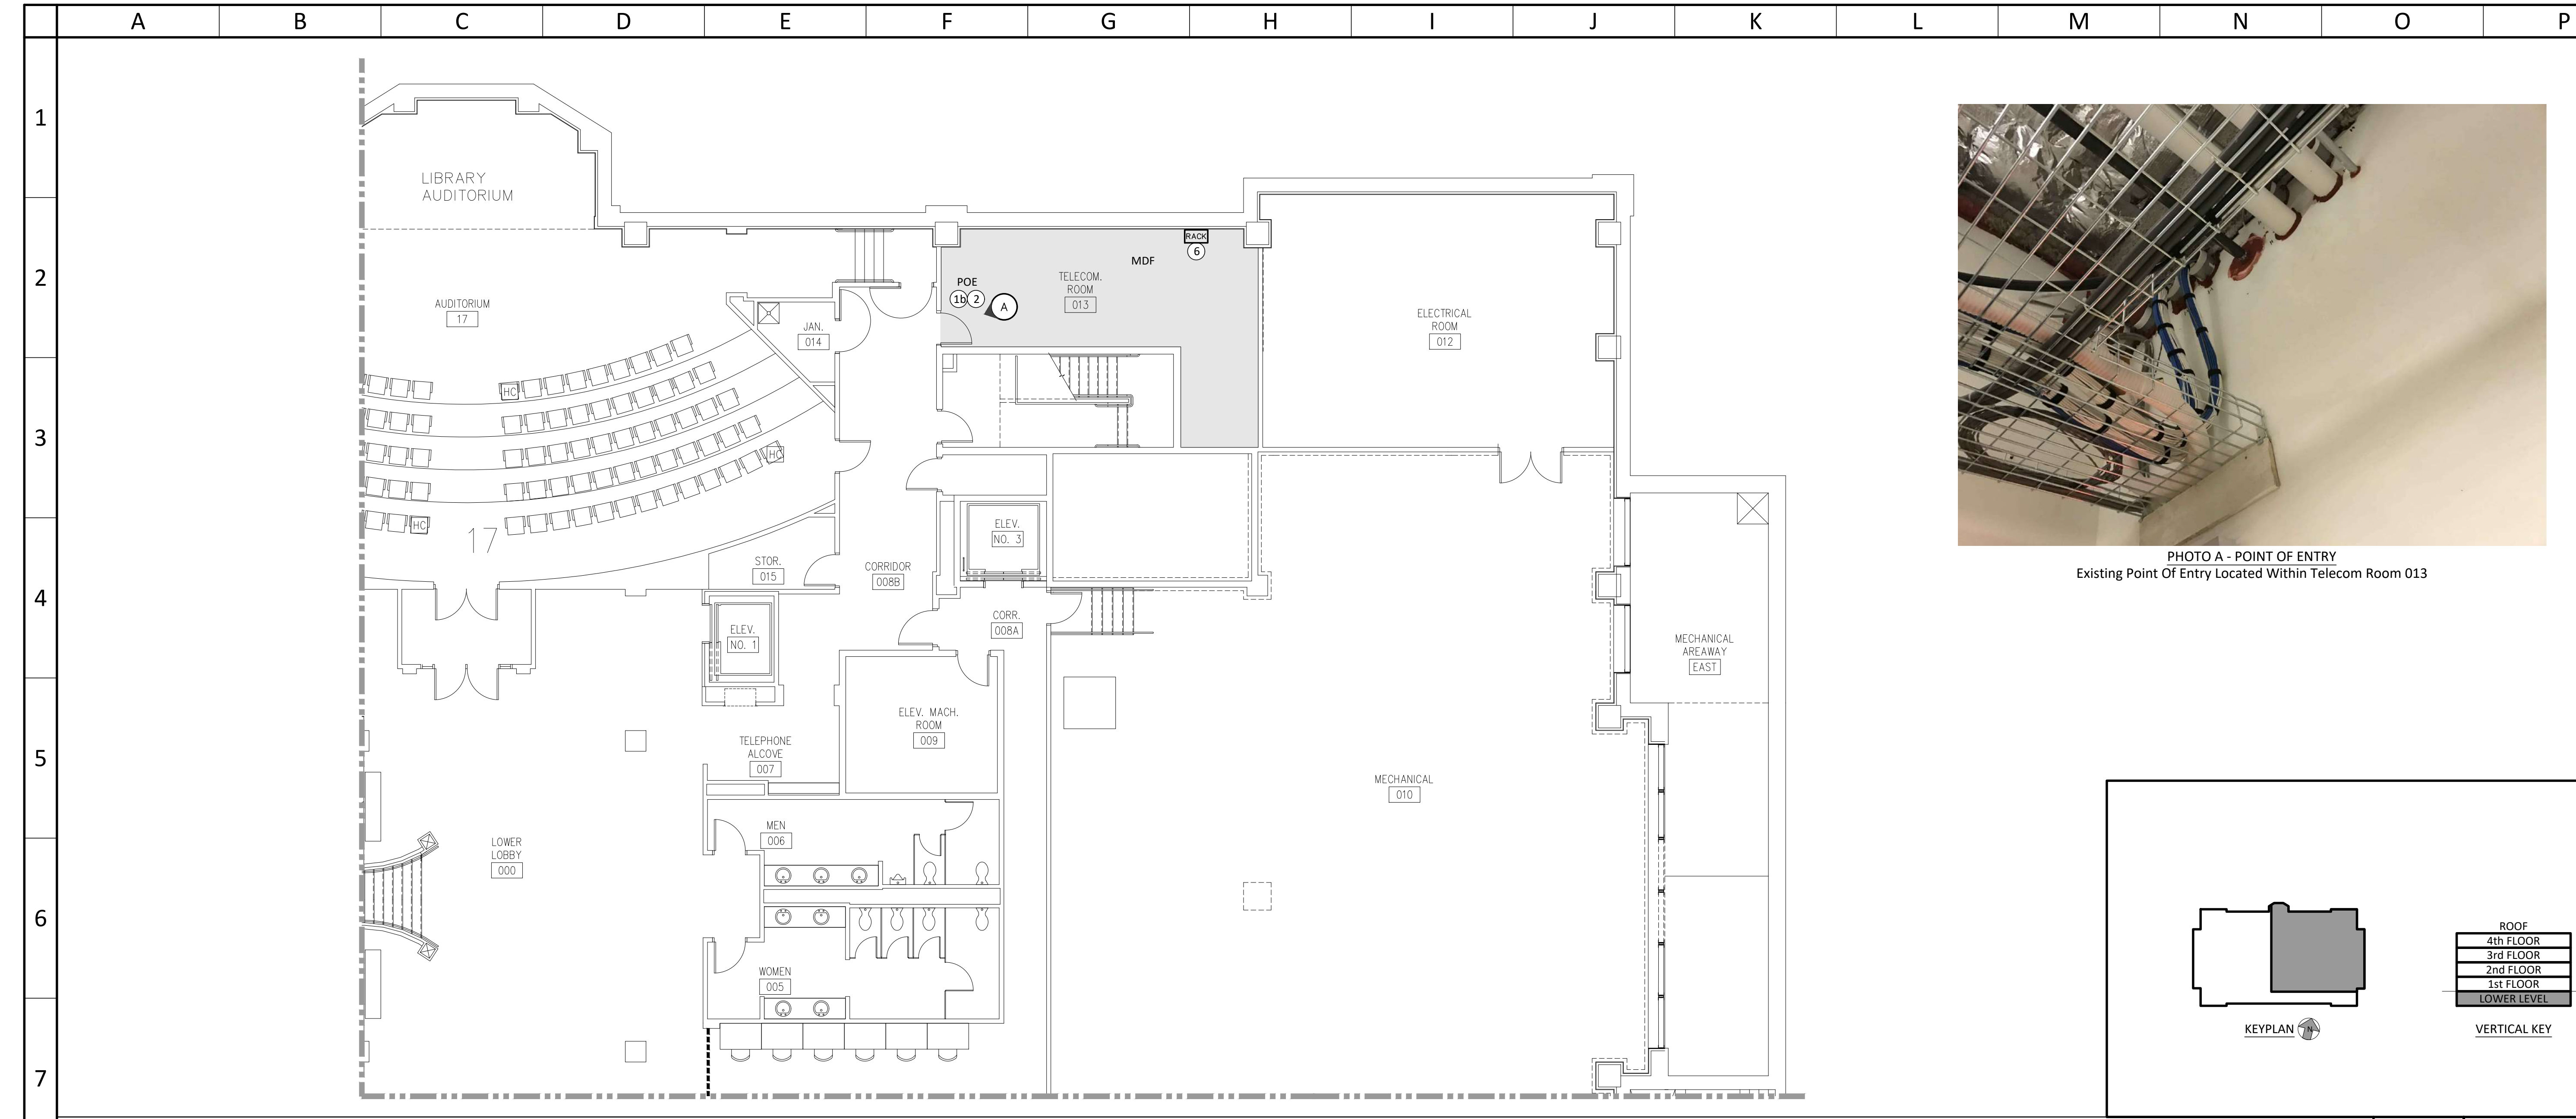 A B C D E F G H I J K L M N O P
1
2
3
4
5
6
7
LIBRARY
AUDITORIUM
AUDITORIUM
17
HC
HC
HC
17
JAN.
014
STOR.
015
CORRIDOR
008B
POE
1b 2
A
TELECOM.
ROOM
013
MDF
RACK
6
ELECTRICAL
ROOM
012
ELEV.
NO. 3
CORR.
008A
ELEV.
NO. 1
ELEV. MACH.
ROOM
009
TELEPHONE
ALCOVE
007
MEN
006
WOMEN
005
LOWER
LOBBY
000
MECHANICAL
010
MECHANICAL
AREAWAY
EAST
PHOTO A - POINT OF ENTRY
Existing Point Of Entry Located Within Telecom Room 013
KEYPLAN
N
ROOF
4th FLOOR
3rd FLOOR
2nd FLOOR
1st FLOOR
LOWER LEVEL
VERTICAL KEY